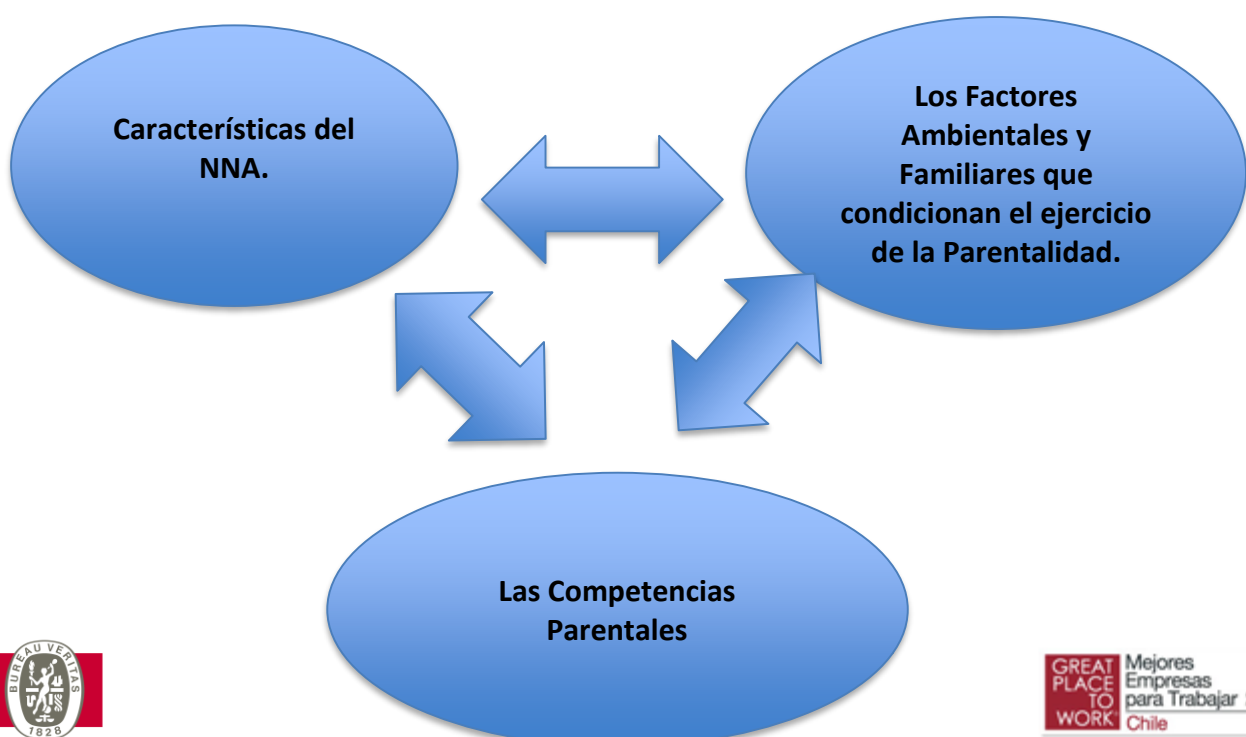 Características del
NNA.
Los Factores
Ambientales y
Familiares que
condicionan el ejercicio
de la Parentalidad.
Las Competencias
Parentales
BUREAU VERITAS
1828
GREAT
PLACE
TO
WORK
Mejores
Empresas
para Trabajar
Chile